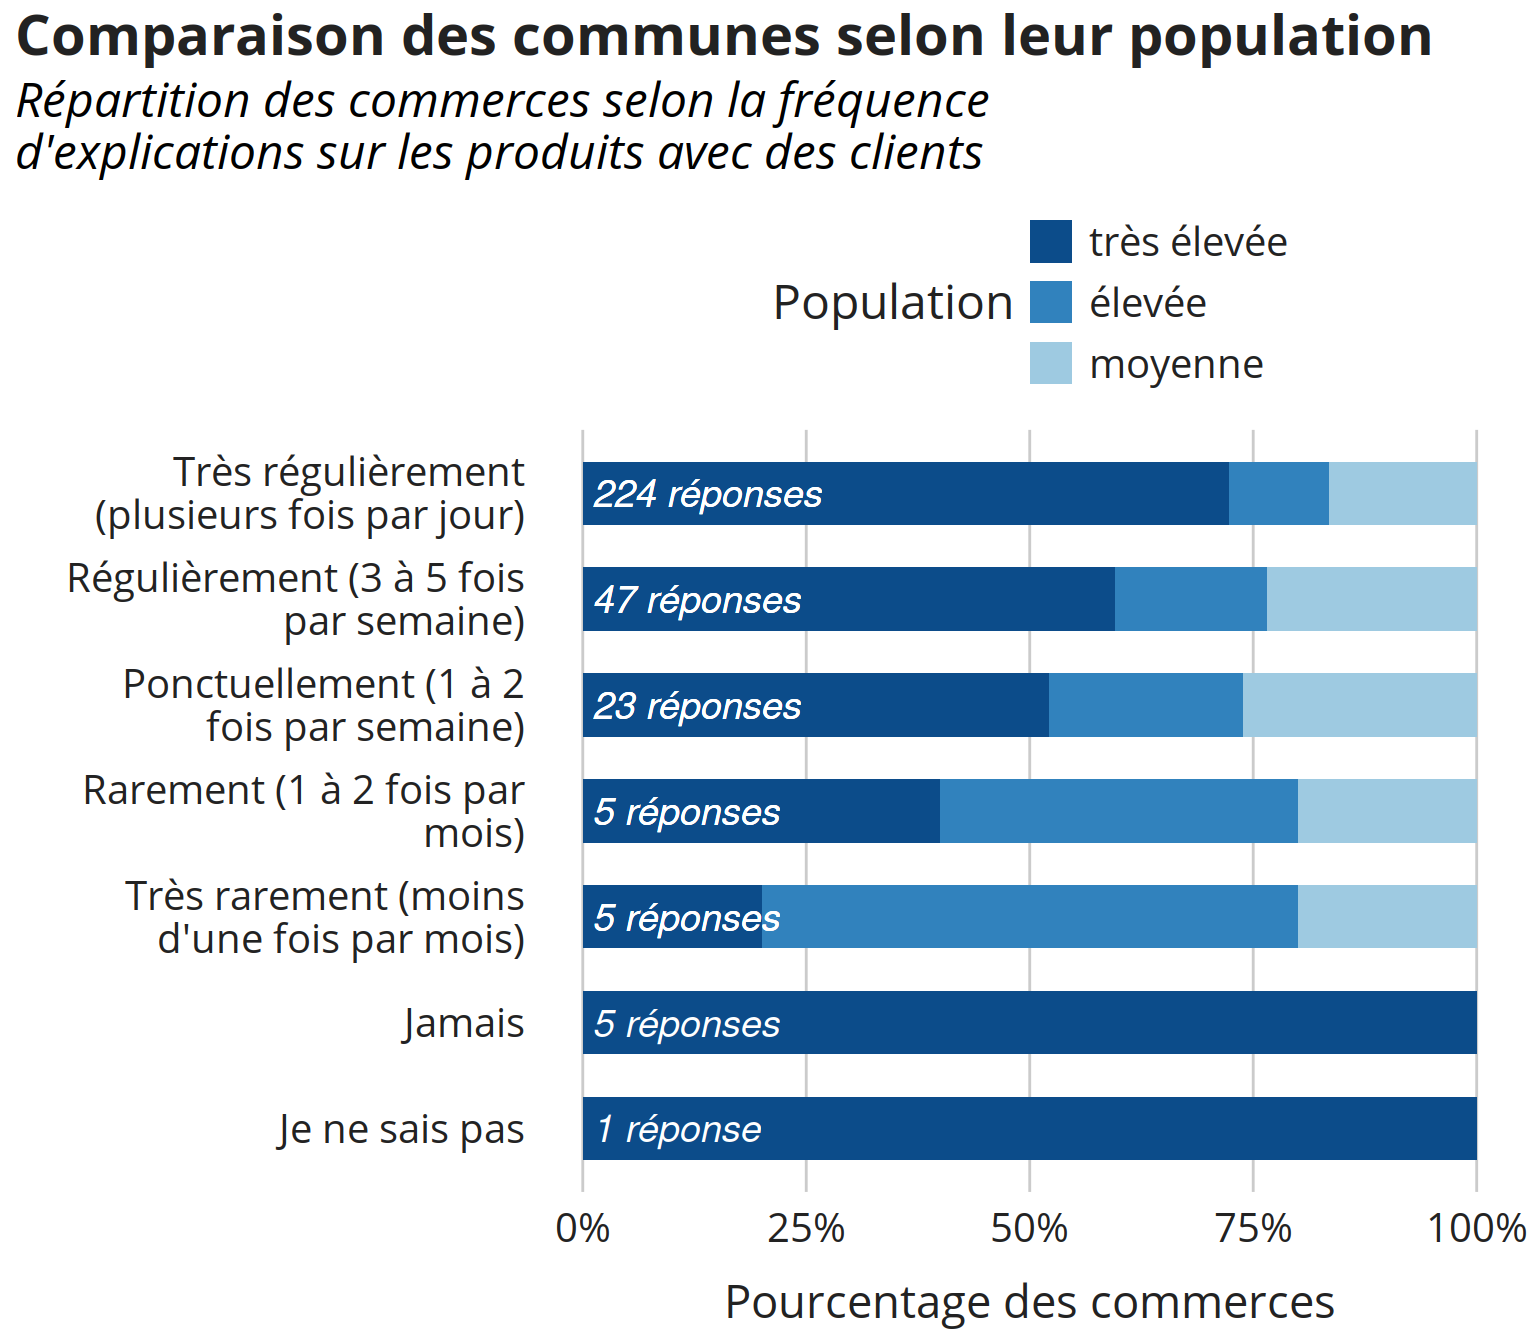 Comparaison des communes selon leur population
Répartition des commerces selon la fréquence
d'explications sur les produits avec des clients
Population
très élevée
élevée
moyenne
Très régulièrement
(plusieurs fois par jour)
224 réponses
Régulièrement (3 à 5 fois
par semaine)
47 réponses
Ponctuellement (1 à 2
fois par semaine)
23 réponses
Rarement (1 à 2 fois par
mois)
5 réponses
Très rarement (moins
d'une fois par mois)
5 réponses
Jamais
5 réponses
Je ne sais pas
1 réponse
0% 25% 50% 75% 100%
Pourcentage des commerces